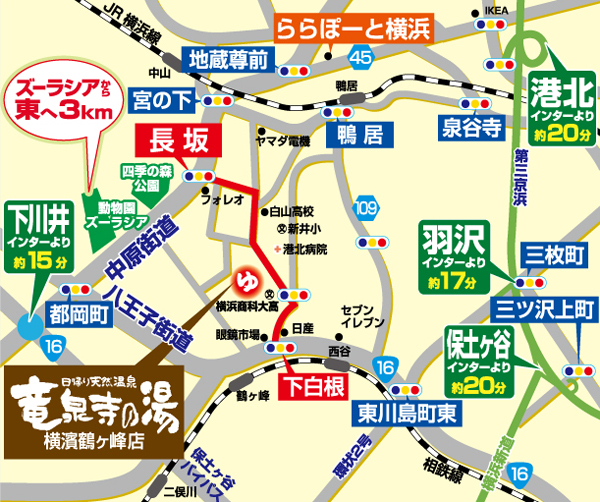 JR横浜線
中山
地蔵尊前
ららぽーと横浜
45
IKEA
港北
インターより
約20分
ズーラシアから
東へ3km
宮の下
鴨居
鴨居
泉谷寺
第三京浜
長坂
ヤマダ電機
四季の森
公園
動物園
ズーラシア
フォレオ
白山高校
文
新井小
港北病院
109
下川井
インターより
約15分
中原街道
八王子街道
羽沢
インターより
約17分
三枚町
ゆ
横浜商科大高
文
都岡町
16
眼鏡市場
日産
セブン
イレブン
西谷
三ツ沢上町
保土ヶ谷
インターより
約20分
下白根
16
東川島町東
日帰り天然温泉
竜泉寺の湯
横濱鶴ヶ峰店
鶴ヶ峰
保土ヶ谷
バイパス
二俣川
環状2号
相鉄線
横浜新道
16